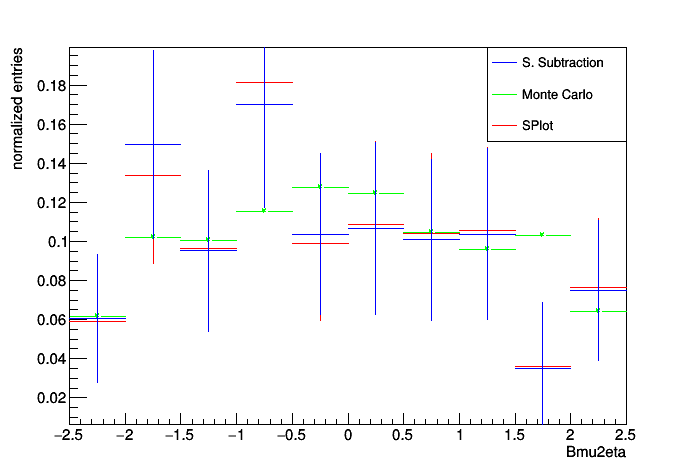 normalized entries
0.18
0.16
0.14
0.12
0.1
0.08
0.06
0.04
0.02
S. Subtraction
Monte Carlo
SPlot
−2.5 −2 −1.5 −1 −0.5 0 0.5 1 1.5 2 2.5
Bmu2eta